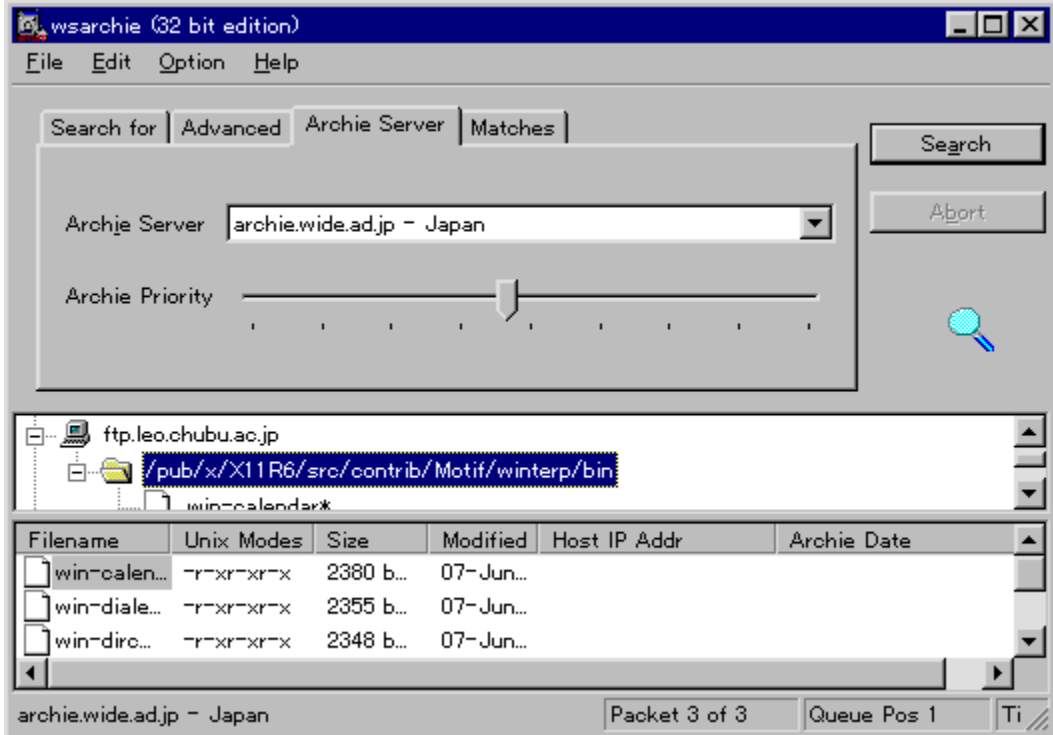 wsarchie (32 bit edition)
File Edit Option Help
Search for Advanced Archie Server Matches
Search
Abort
Archie Server archie.wide.ad.jp - Japan
Archie Priority
ftp.leo.chubu.ac.jp
/pub/x/X11R6/src/contrib/Motif/winterp/bin
win-calendar*
Filename Unix Modes Size Modified Host IP Addr Archie Date
win-calen... -r-xr-xr-x 2380 b... 07-Jun...
win-diale... -r-xr-xr-x 2355 b... 07-Jun...
win-dirc... -r-xr-xr-x 2348 b... 07-Jun...
archie.wide.ad.jp - Japan Packet 3 of 3 Queue Pos 1 Ti